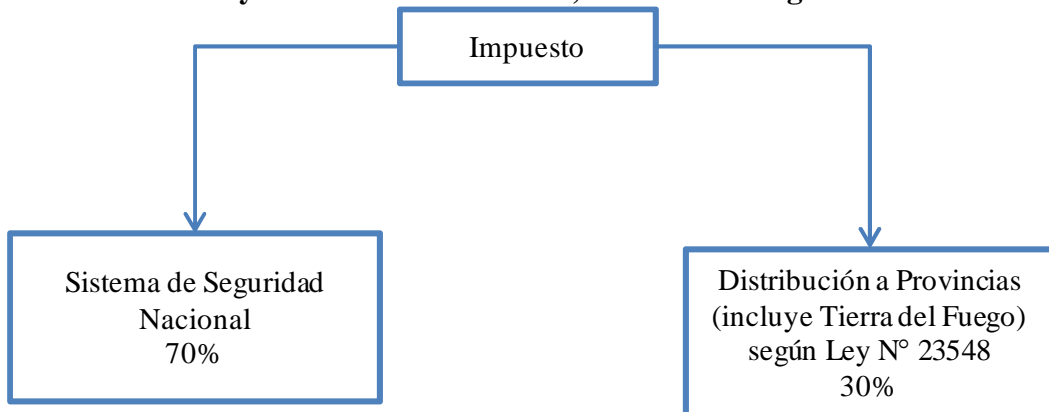 Impuesto
Sistema de Seguridad
Nacional
70%
Distribución a Provincias
(incluye Tierra del Fuego)
según Ley N° 23548
30%